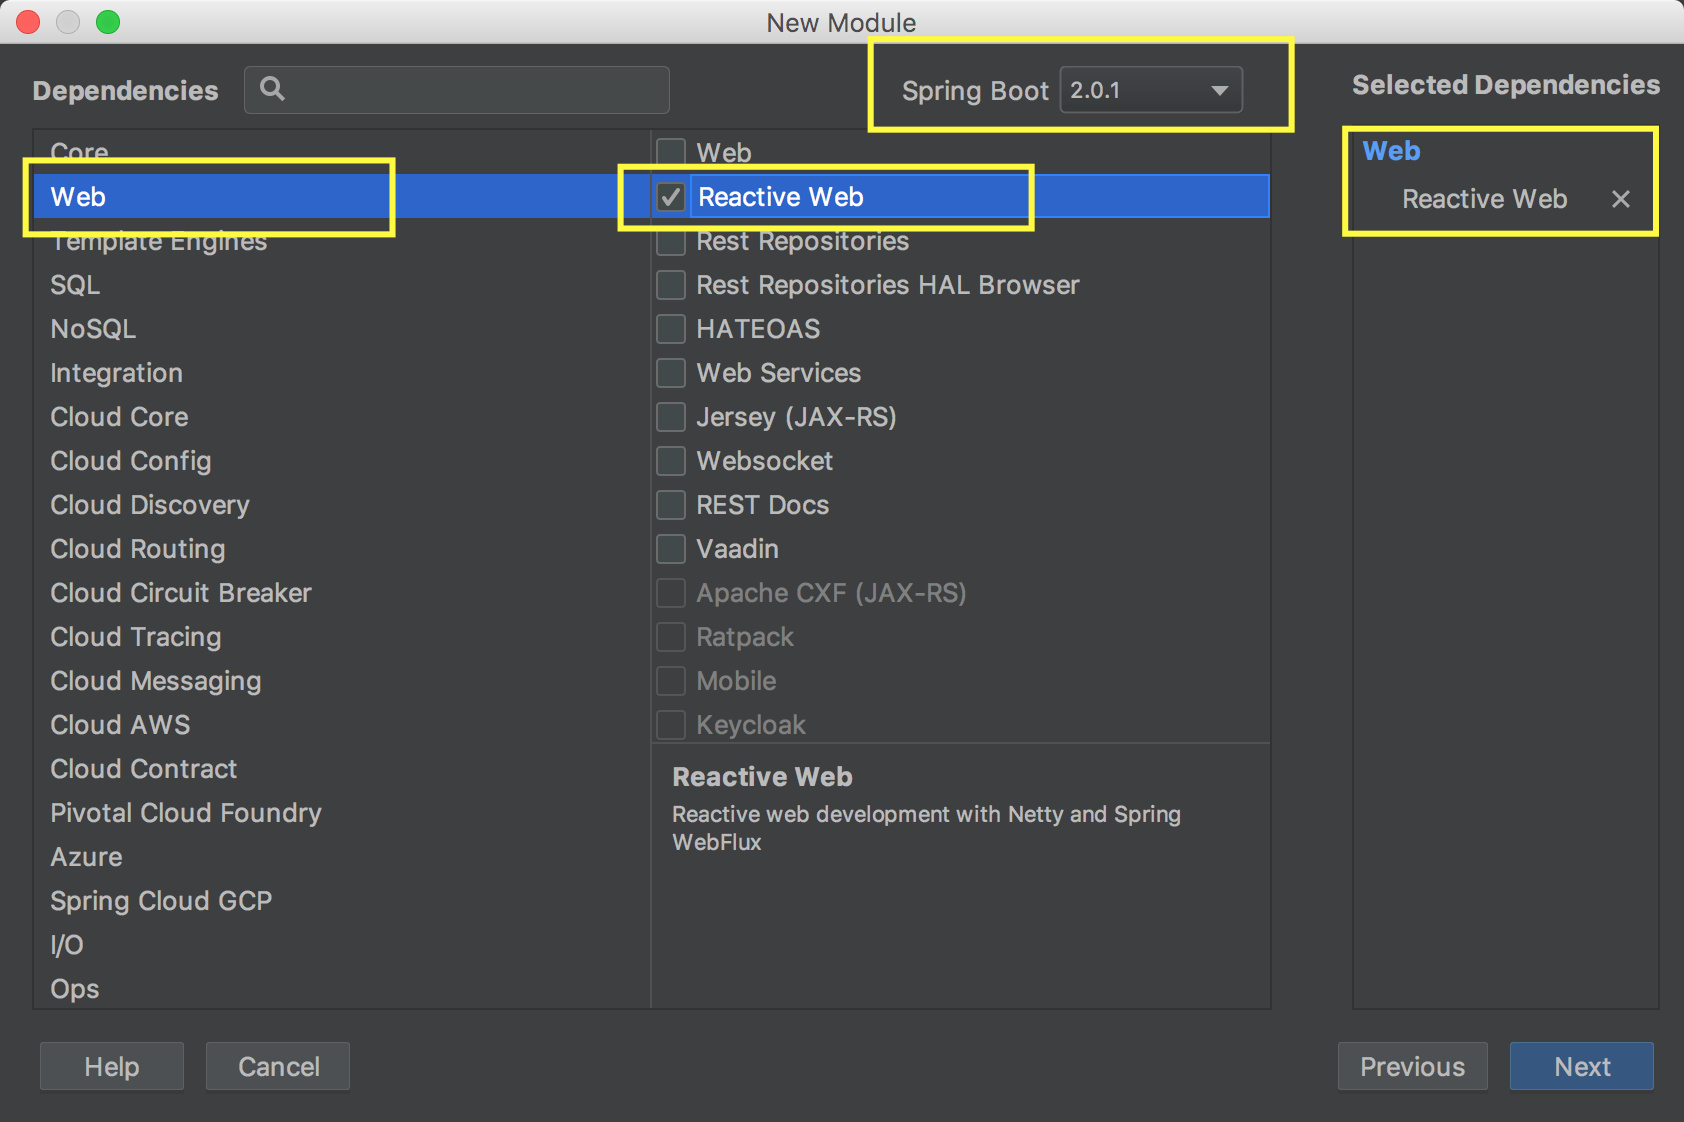 New Module
Dependencies
Spring Boot 2.0.1
Selected Dependencies
Core
Web
Template Engines
SQL
NoSQL
Integration
Cloud Core
Cloud Config
Cloud Discovery
Cloud Routing
Cloud Circuit Breaker
Cloud Tracing
Cloud Messaging
Cloud AWS
Cloud Contract
Pivotal Cloud Foundry
Azure
Spring Cloud GCP
I/O
Ops
Web
Reactive Web
Rest Repositories
Rest Repositories HAL Browser
HATEOAS
Web Services
Jersey (JAX-RS)
Websocket
REST Docs
Vaadin
Apache CXF (JAX-RS)
Ratpack
Mobile
Keycloak
Reactive Web
Reactive web development with Netty and Spring
WebFlux
Web
Reactive Web
Help
Cancel
Previous
Next